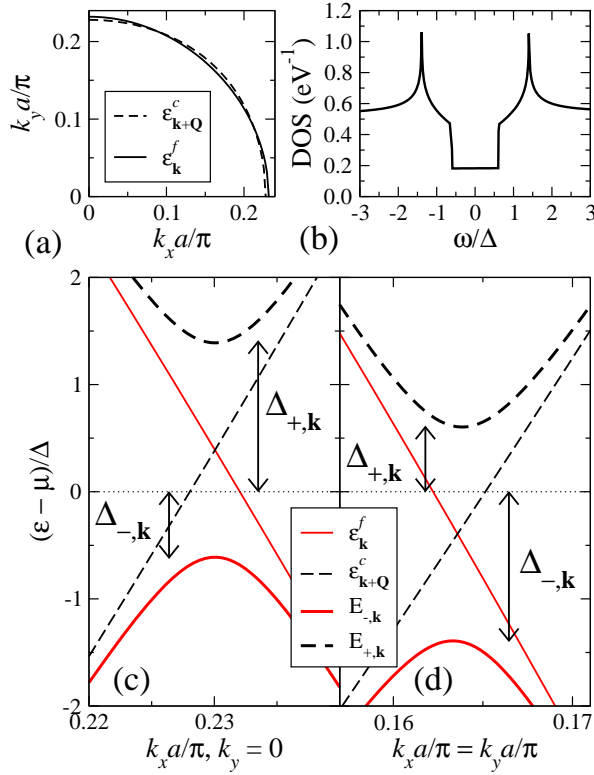 0.2
0.1
0
0
0.1
0.2
k_y a/π
k_x a/π
ε^c_{k+Q}
ε^f_k
(a)
1.2
1.0
0.8
0.6
0.4
0.2
0.0
-3 -2 -1 0 1 2 3
DOS (eV^{-1})
ω/Δ
(b)
2
1
0
-1
-2
(ε − μ)/Δ
Δ_{+,k}
Δ_{−,k}
Δ_{+,k}
Δ_{−,k}
ε^f_k
ε^c_{k+Q}
E_{-,k}
E_{+,k}
(c)
(d)
0.22 0.23 0.16 0.17
k_x a/π, k_y = 0
k_x a/π = k_y a/π